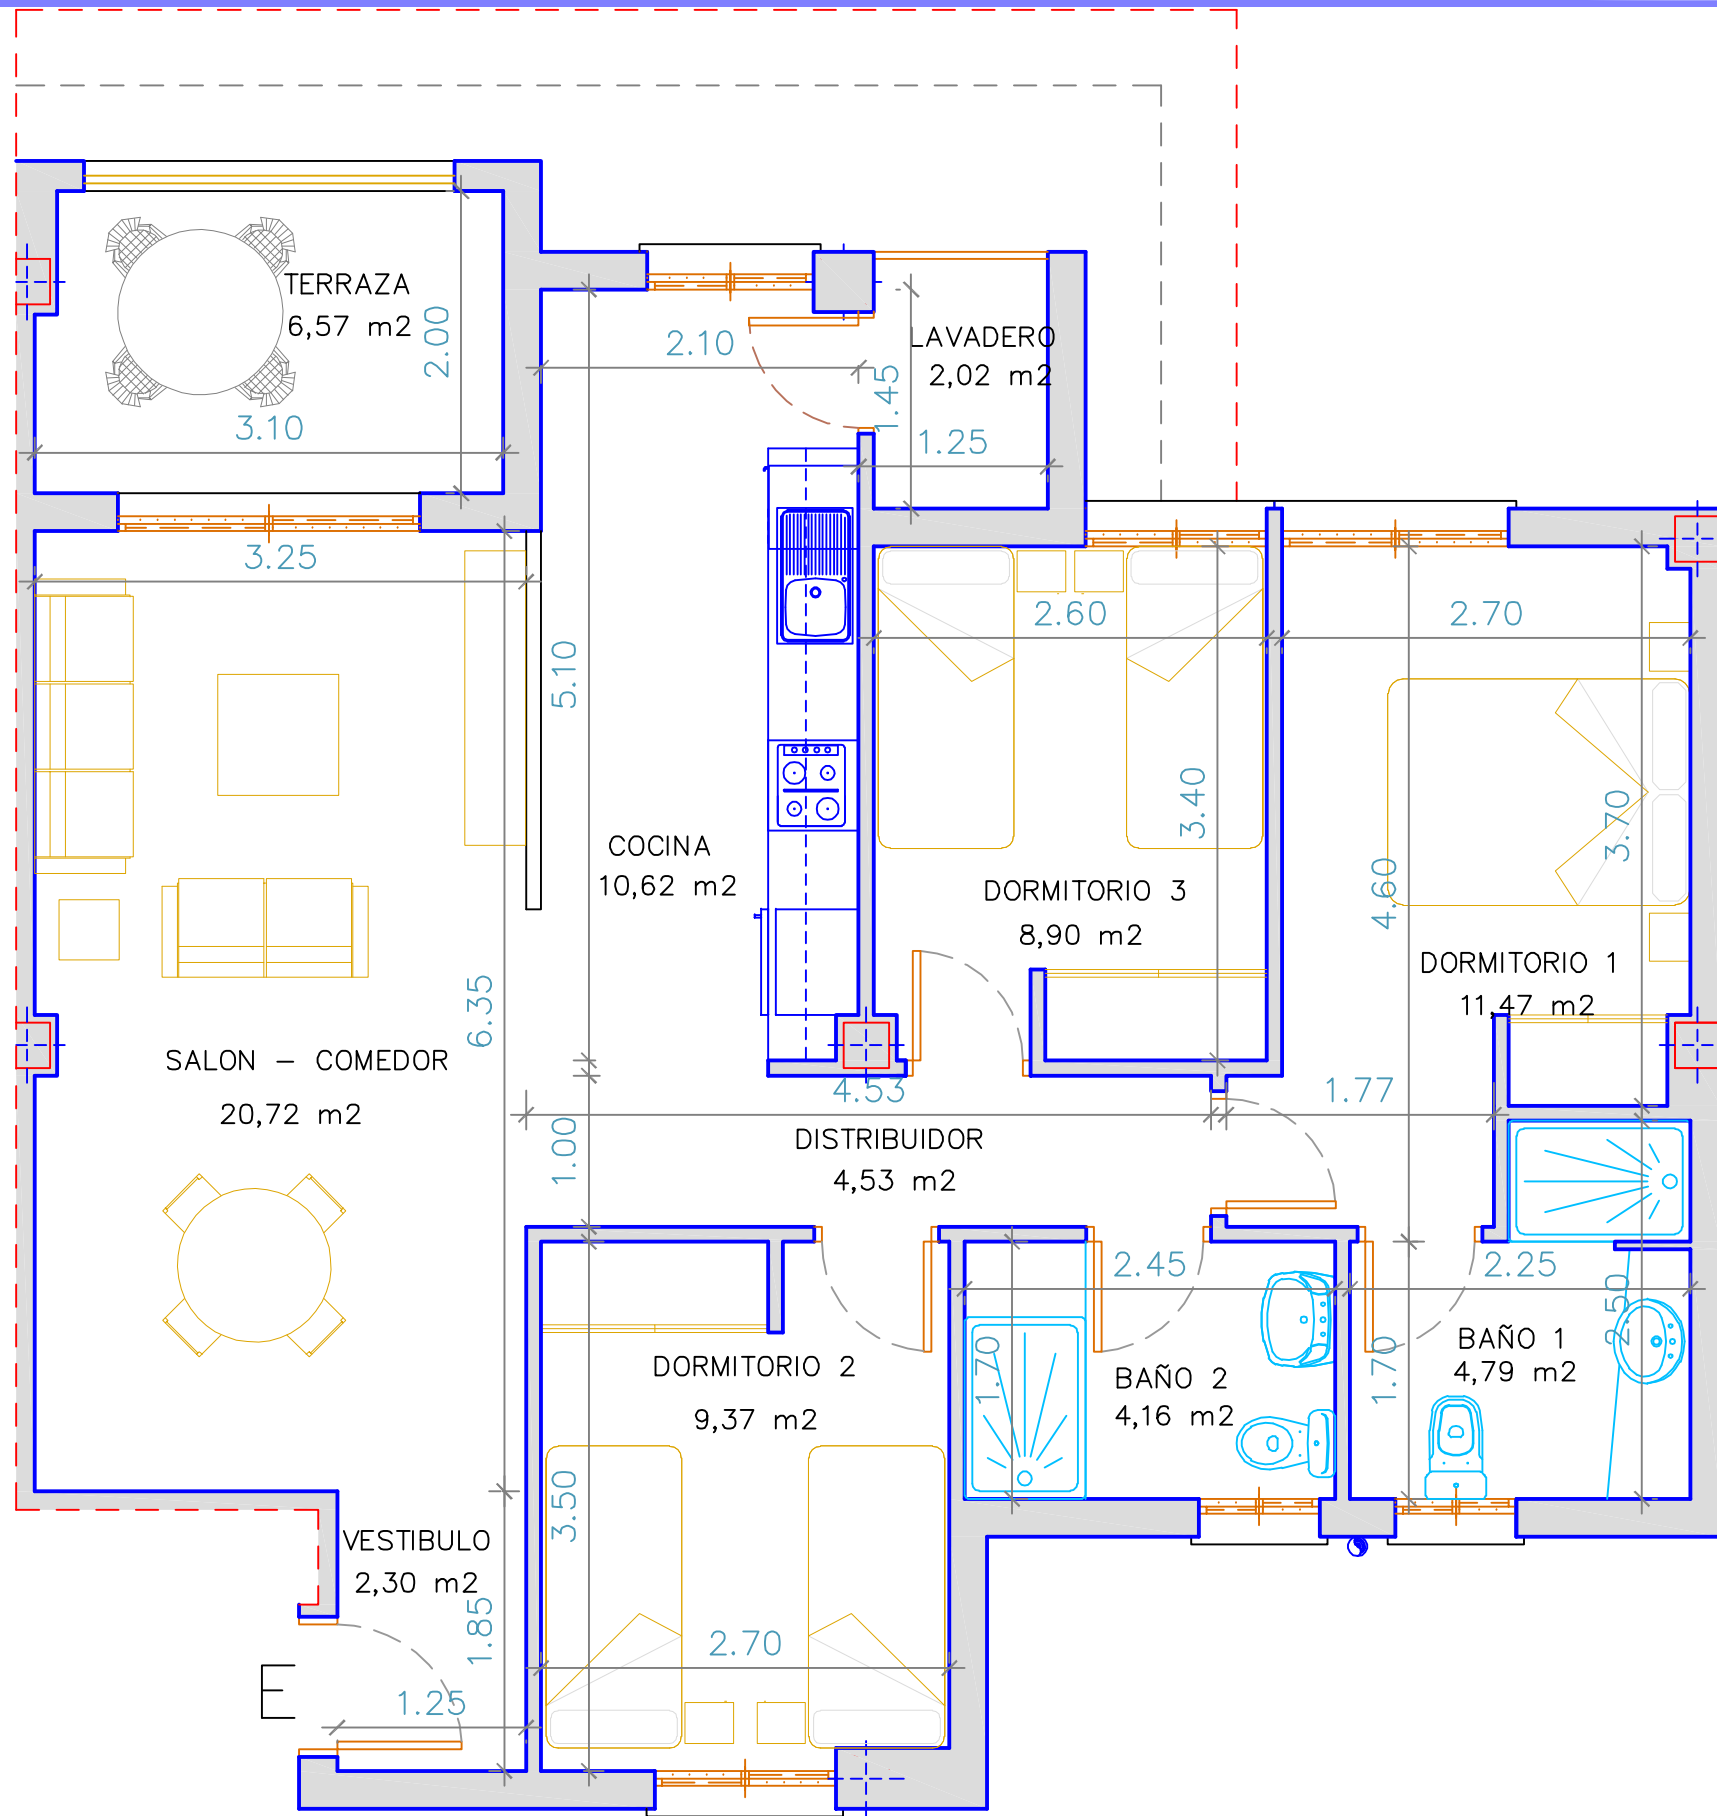 TERRAZA
6,57 m2
2.00
3.10
2.10
LAVADERO
2,02 m2
1.45
1.25
3.25
5.10
2.60
2.70
3.40
3.70
4.60
COCINA
10,62 m2
DORMITORIO 3
8,90 m2
DORMITORIO 1
11,47 m2
6.35
SALON - COMEDOR
20,72 m2
4.53
1.77
1.00
DISTRIBUIDOR
4,53 m2
2.45
2.25
2.50
DORMITORIO 2
9,37 m2
1.70
BAÑO 2
4,16 m2
1.70
BAÑO 1
4,79 m2
3.50
VESTIBULO
2,30 m2
1.85
2.70
E
1.25